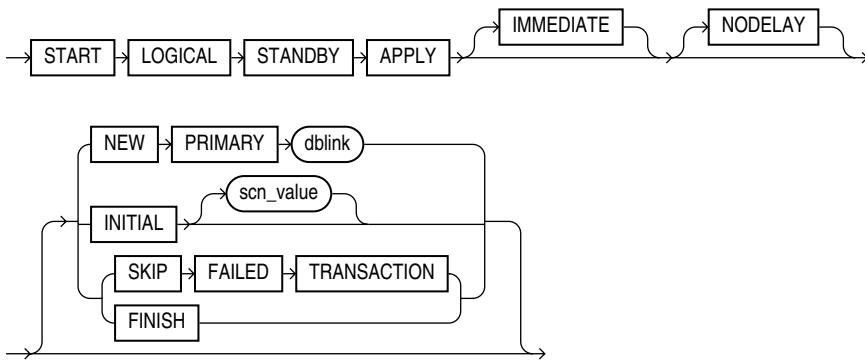 IMMEDIATE NODELAY
START LOGICAL STANDBY APPLY
NEW PRIMARY dblink
scn_value
INITIAL
SKIP FAILED TRANSACTION
FINISH